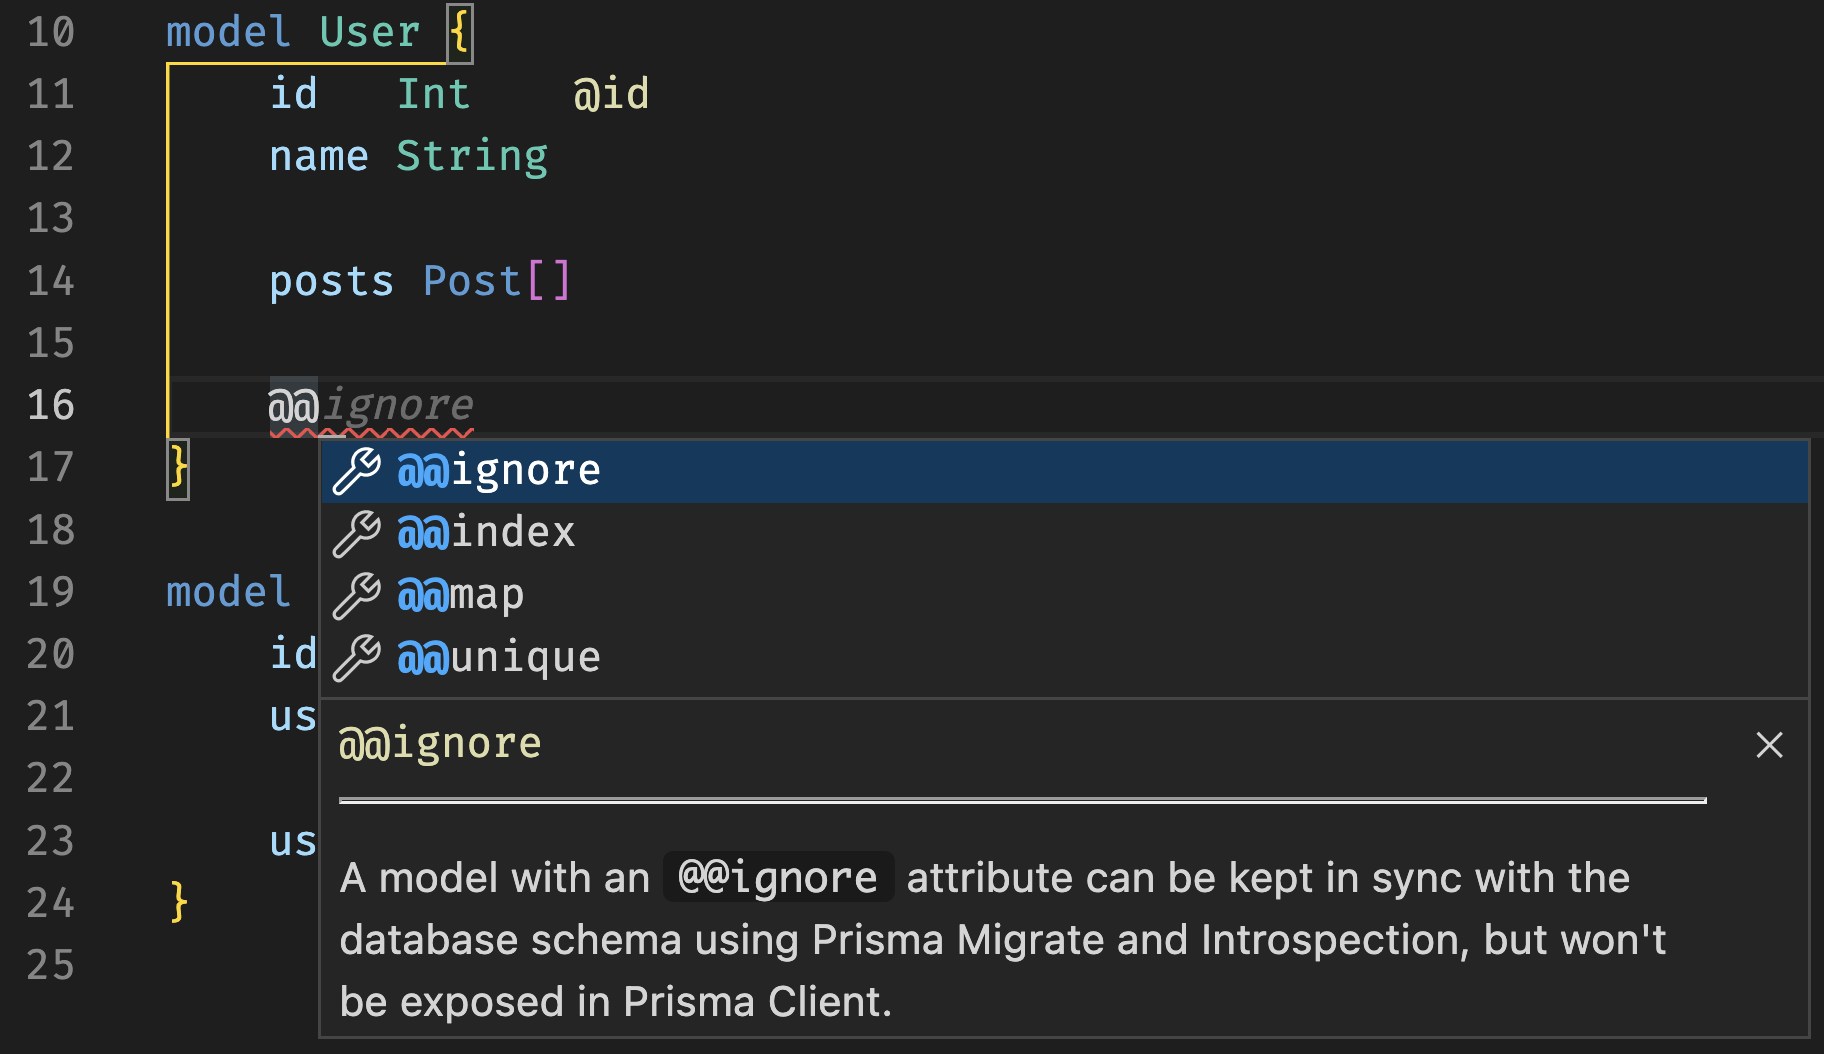 10 model User {
11 id Int @id
12 name String
13
14 posts Post[]
15
16 @@ignore
17 }
@@ignore
18 @@index
19 model @@map
20 id @@unique
21 us @@ignore
22
23 us
A model with an @@ignore attribute can be kept in sync with the
24 }
database schema using Prisma Migrate and Introspection, but won't
25
be exposed in Prisma Client.